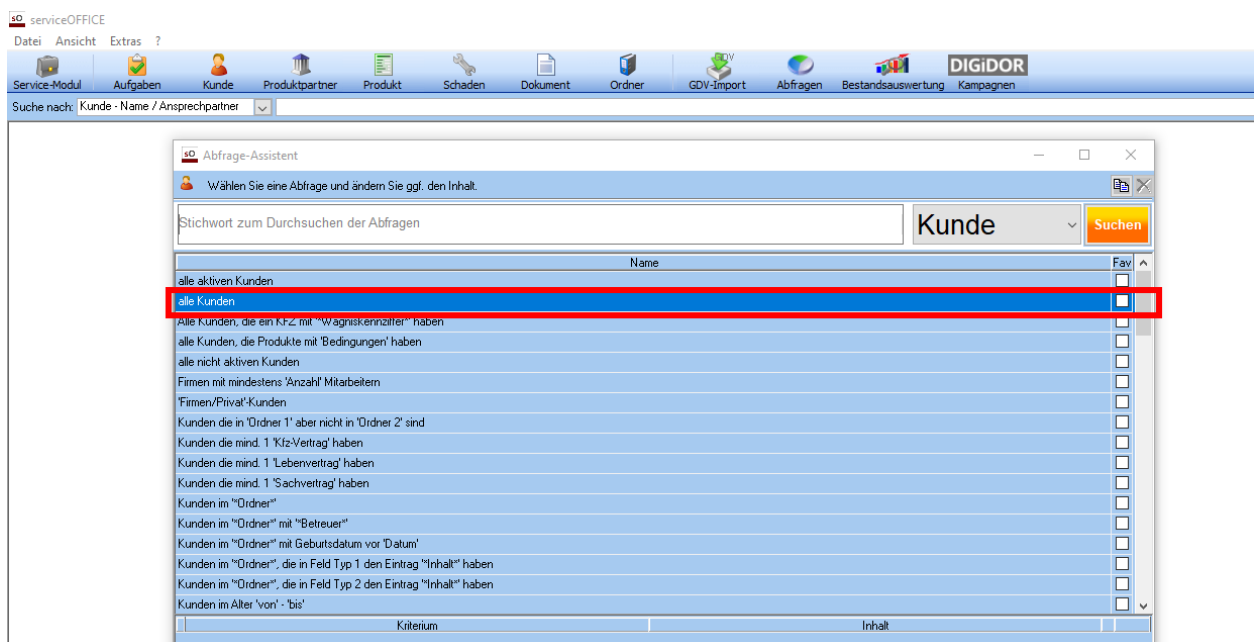 sO serviceOFFICE
Datei Ansicht Extras ?
Service-Modul Aufgaben Kunde Produktpartner Produkt Schaden Dokument Ordner GDV-Import Abfragen Bestandsauswertung DIGiDOR Kampagnen
Suche nach: Kunde - Name / Ansprechpartner
sO Abfrage-Assistent
Wählen Sie eine Abfrage und ändern Sie ggf. den Inhalt.
Stichwort zum Durchsuchen der Abfragen Kunde Suchen
Name Fav
alle aktiven Kunden
alle Kunden
Alle Kunden, die ein KFZ mit '*Wagniskennziffer*' haben
alle Kunden, die Produkte mit 'Bedingungen' haben
alle nicht aktiven Kunden
Firmen mit mindestens 'Anzahl' Mitarbeitern
'Firmen/Privat'-Kunden
Kunden die in 'Ordner 1' aber nicht in 'Ordner 2' sind
Kunden die mind. 1 'Kfz-Vertrag' haben
Kunden die mind. 1 'Lebenvertrag' haben
Kunden die mind. 1 'Sachvertrag' haben
Kunden im '*Ordner*'
Kunden im '*Ordner*' mit '*Betreuer*'
Kunden im '*Ordner*' mit Geburtsdatum vor 'Datum'
Kunden im '*Ordner*', die in Feld Typ 1 den Eintrag '*Inhalt*' haben
Kunden im '*Ordner*', die in Feld Typ 2 den Eintrag '*Inhalt*' haben
Kunden im Alter 'von' - 'bis'
Kriterium Inhalt